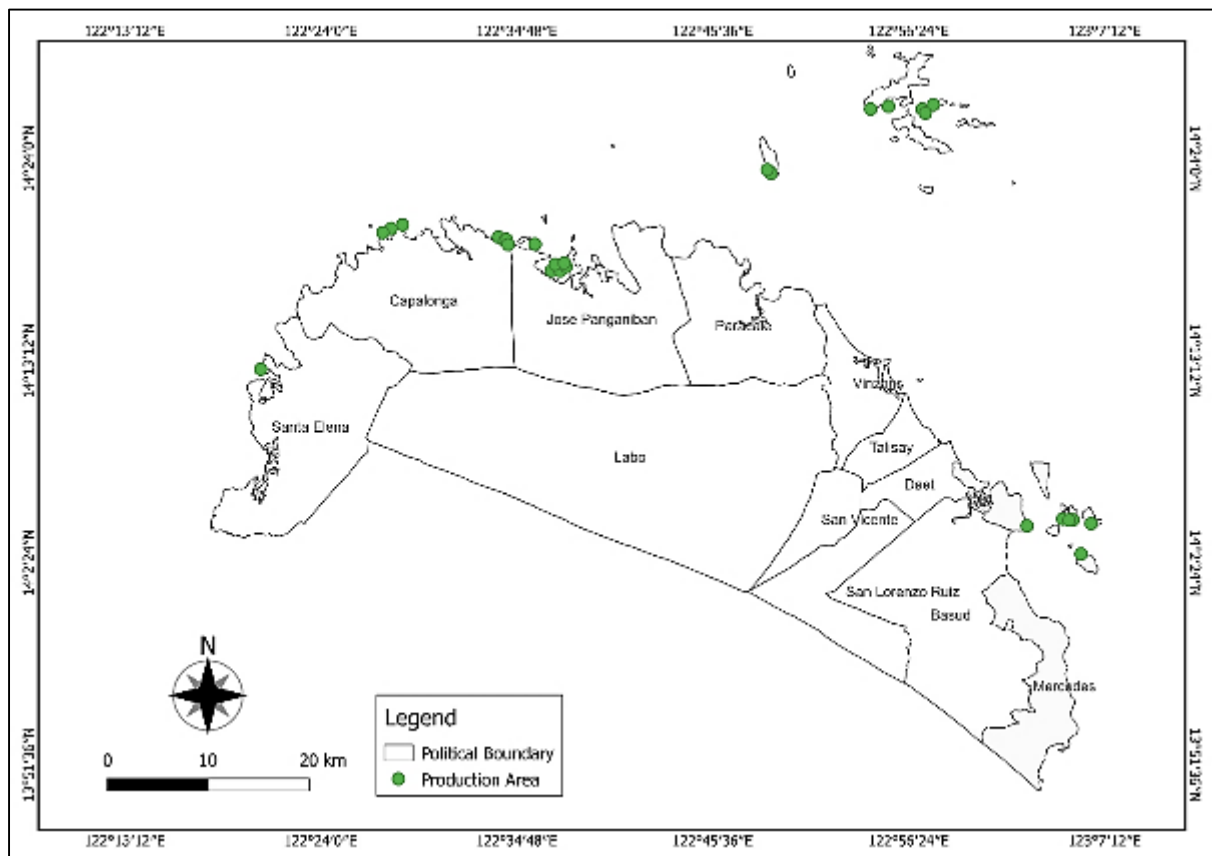 122°13'12"E 122°24'0"E 122°34'48"E 122°45'36"E 122°56'24"E 123°7'12"E
14°24'0"N 14°24'0"N
Capalonga
Jose Panganiban
Paracale
14°13'12"N 14°13'12"N
Vinzons
Santa Elena
Talisay
Labo
Daet
San Vicente
14°2'24"N 14°2'24"N
San Lorenzo Ruiz
Basud
N
Mercedes
Legend
Political Boundary
Production Area
0 10 20 km
13°51'36"N 13°51'36"N
122°13'12"E 122°24'0"E 122°34'48"E 122°45'36"E 122°56'24"E 123°7'12"E